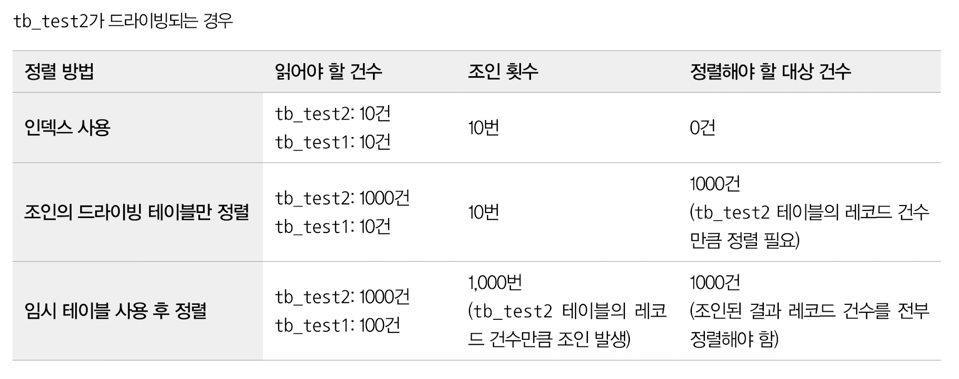 tb_test2가 드라이빙되는 경우
정렬 방법 읽어야 할 건수 조인 횟수 정렬해야 할 대상 건수
인덱스 사용
tb_test2: 10건
tb_test1: 10건
10번
0건
조인의 드라이빙 테이블만 정렬
tb_test2: 1000건
tb_test1: 10건
10번
1000건
(tb_test2 테이블의 레코드 건수
만큼 정렬 필요)
임시 테이블 사용 후 정렬
tb_test2: 1000건
tb_test1: 100건
1,000번
(tb_test2 테이블의 레코
드 건수만큼 조인 발생)
1000건
(조인된 결과 레코드 건수를 전부
정렬해야 함)